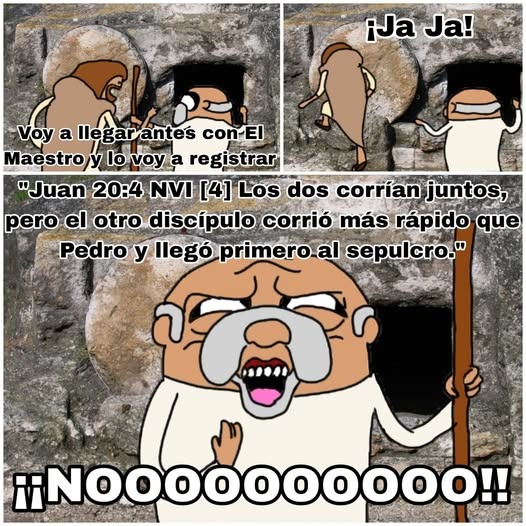 Voy a llegar antes con El
Maestro y lo voy a registrar
¡Ja Ja!
"Juan 20:4 NVI [4] Los dos corrían juntos,
pero el otro discípulo corrió más rápido que
Pedro y llegó primero al sepulcro."
¡¡NOOOOOOOOOOO!!